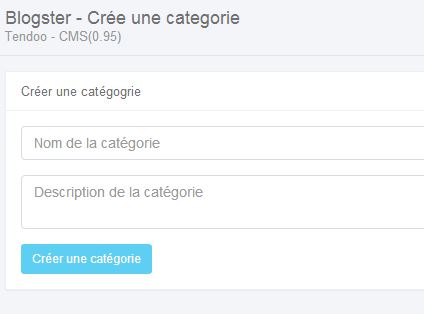 Blogster - Crée une categorie
Tendoo - CMS(0.95)
Créer une catégogrie
Nom de la catégorie
Description de la catégorie
Créer une catégorie